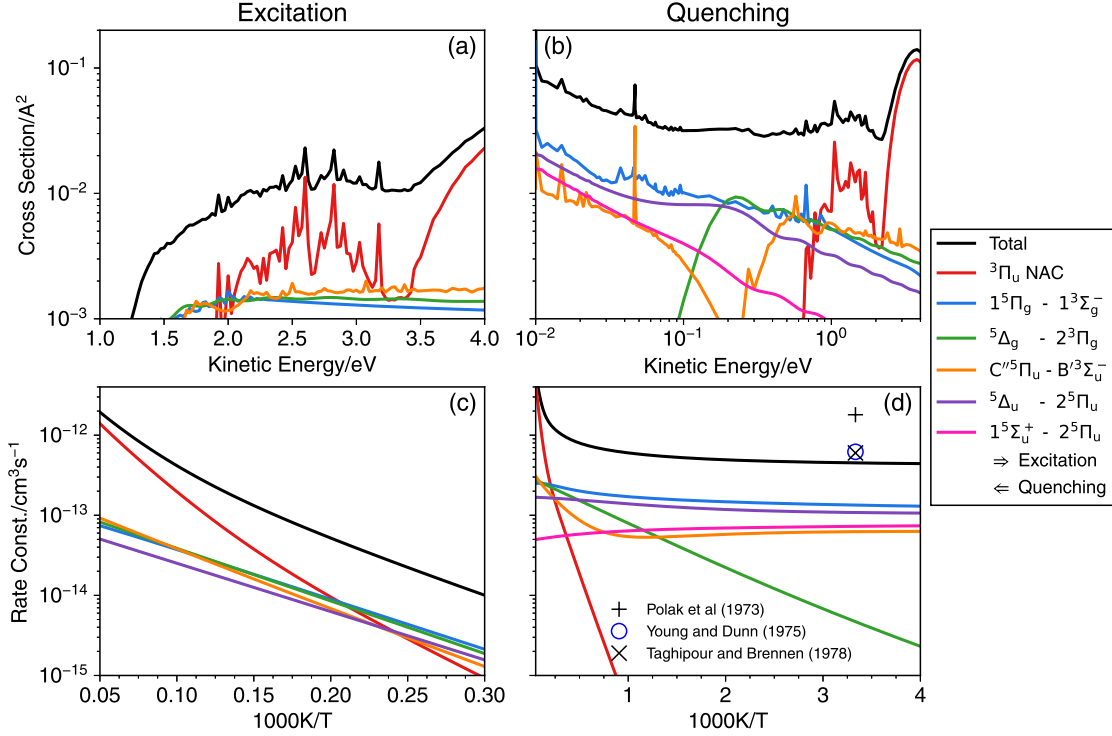 Excitation
Quenching
(a)
(b)
10⁻¹
10⁻²
10⁻³
Cross Section/A²
1.0 1.5 2.0 2.5 3.0 3.5 4.0
Kinetic Energy/eV
10⁻² 10⁻¹ 10⁰
Kinetic Energy/eV
Total
³Πᵤ NAC
1⁵Π_g - 1³Σ_g⁻
⁵Δ_g - 2³Π_g
C″⁵Πᵤ - B′³Σᵤ⁻
⁵Δᵤ - 2⁵Πᵤ
1⁵Σᵤ⁺ - 2⁵Πᵤ
⇒ Excitation
⇐ Quenching
(c)
(d)
10⁻¹²
10⁻¹³
10⁻¹⁴
10⁻¹⁵
Rate Const./cm³s⁻¹
0.05 0.10 0.15 0.20 0.25 0.30
1000K/T
Polak et al (1973)
Young and Dunn (1975)
Taghipour and Brennen (1978)
1 2 3 4
1000K/T